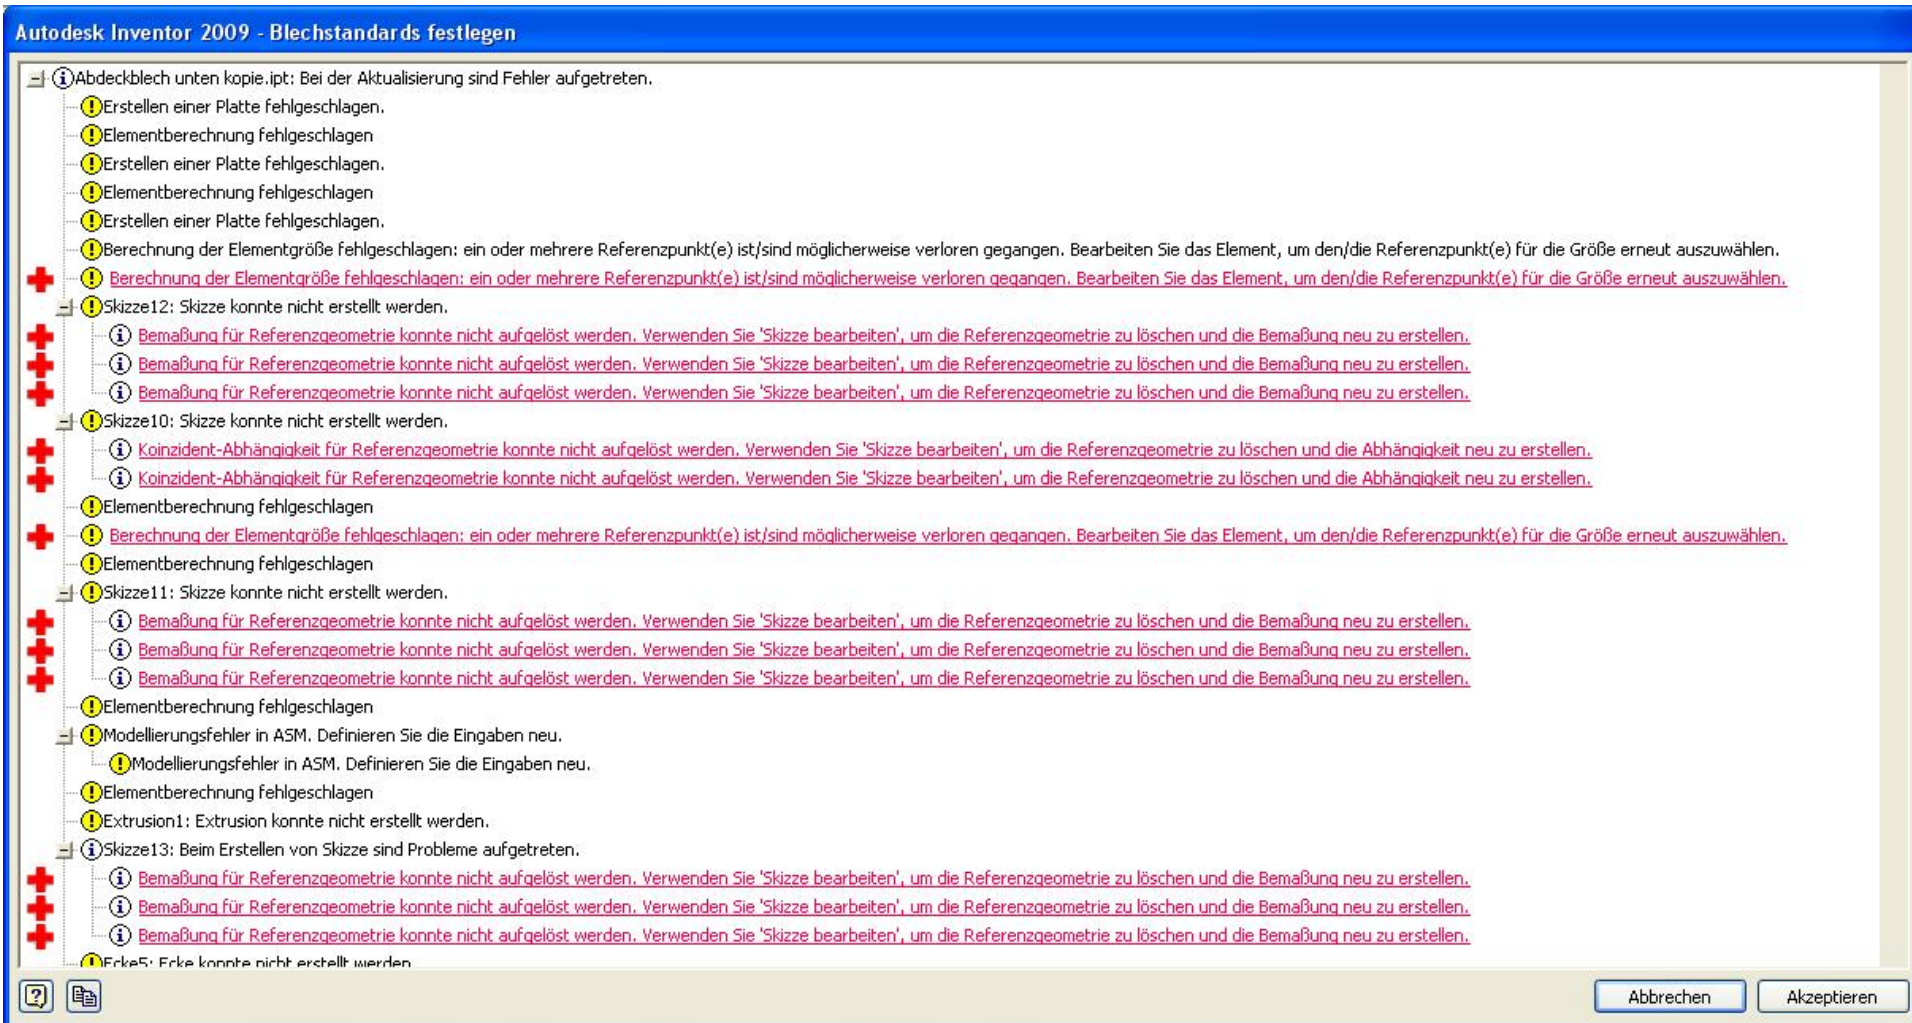 Autodesk Inventor 2009 - Blechstandards festlegen
Abdeckblech unten kopie.ipt: Bei der Aktualisierung sind Fehler aufgetreten.
Erstellen einer Platte fehlgeschlagen.
Elementberechnung fehlgeschlagen
Erstellen einer Platte fehlgeschlagen.
Elementberechnung fehlgeschlagen
Erstellen einer Platte fehlgeschlagen.
Berechnung der Elementgröße fehlgeschlagen: ein oder mehrere Referenzpunkt(e) ist/sind möglicherweise verloren gegangen. Bearbeiten Sie das Element, um den/die Referenzpunkt(e) für die Größe erneut auszuwählen.
Berechnung der Elementgröße fehlgeschlagen: ein oder mehrere Referenzpunkt(e) ist/sind möglicherweise verloren gegangen. Bearbeiten Sie das Element, um den/die Referenzpunkt(e) für die Größe erneut auszuwählen.
Skizze12: Skizze konnte nicht erstellt werden.
Bemaßung für Referenzgeometrie konnte nicht aufgelöst werden. Verwenden Sie 'Skizze bearbeiten', um die Referenzgeometrie zu löschen und die Bemaßung neu zu erstellen.
Bemaßung für Referenzgeometrie konnte nicht aufgelöst werden. Verwenden Sie 'Skizze bearbeiten', um die Referenzgeometrie zu löschen und die Bemaßung neu zu erstellen.
Bemaßung für Referenzgeometrie konnte nicht aufgelöst werden. Verwenden Sie 'Skizze bearbeiten', um die Referenzgeometrie zu löschen und die Bemaßung neu zu erstellen.
Skizze10: Skizze konnte nicht erstellt werden.
Koinzident-Abhängigkeit für Referenzgeometrie konnte nicht aufgelöst werden. Verwenden Sie 'Skizze bearbeiten', um die Referenzgeometrie zu löschen und die Abhängigkeit neu zu erstellen.
Koinzident-Abhängigkeit für Referenzgeometrie konnte nicht aufgelöst werden. Verwenden Sie 'Skizze bearbeiten', um die Referenzgeometrie zu löschen und die Abhängigkeit neu zu erstellen.
Elementberechnung fehlgeschlagen
Berechnung der Elementgröße fehlgeschlagen: ein oder mehrere Referenzpunkt(e) ist/sind möglicherweise verloren gegangen. Bearbeiten Sie das Element, um den/die Referenzpunkt(e) für die Größe erneut auszuwählen.
Elementberechnung fehlgeschlagen
Skizze11: Skizze konnte nicht erstellt werden.
Bemaßung für Referenzgeometrie konnte nicht aufgelöst werden. Verwenden Sie 'Skizze bearbeiten', um die Referenzgeometrie zu löschen und die Bemaßung neu zu erstellen.
Bemaßung für Referenzgeometrie konnte nicht aufgelöst werden. Verwenden Sie 'Skizze bearbeiten', um die Referenzgeometrie zu löschen und die Bemaßung neu zu erstellen.
Bemaßung für Referenzgeometrie konnte nicht aufgelöst werden. Verwenden Sie 'Skizze bearbeiten', um die Referenzgeometrie zu löschen und die Bemaßung neu zu erstellen.
Elementberechnung fehlgeschlagen
Modellierungsfehler in ASM. Definieren Sie die Eingaben neu.
Modellierungsfehler in ASM. Definieren Sie die Eingaben neu.
Elementberechnung fehlgeschlagen
Extrusion1: Extrusion konnte nicht erstellt werden.
Skizze13: Beim Erstellen von Skizze sind Probleme aufgetreten.
Bemaßung für Referenzgeometrie konnte nicht aufgelöst werden. Verwenden Sie 'Skizze bearbeiten', um die Referenzgeometrie zu löschen und die Bemaßung neu zu erstellen.
Bemaßung für Referenzgeometrie konnte nicht aufgelöst werden. Verwenden Sie 'Skizze bearbeiten', um die Referenzgeometrie zu löschen und die Bemaßung neu zu erstellen.
Bemaßung für Referenzgeometrie konnte nicht aufgelöst werden. Verwenden Sie 'Skizze bearbeiten', um die Referenzgeometrie zu löschen und die Bemaßung neu zu erstellen.
Ecke5: Ecke konnte nicht erstellt werden
Abbrechen Akzeptieren